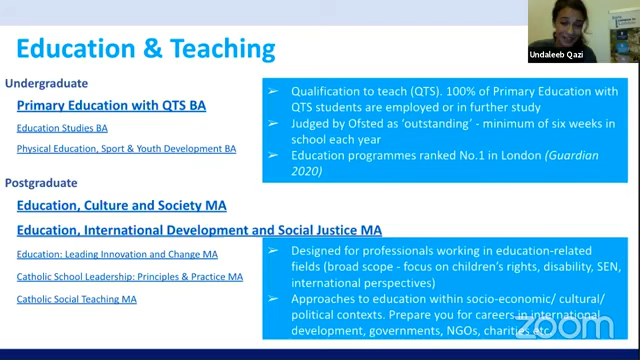 Education & Teaching
Undaleeb Qazi
Undergraduate
Primary Education with QTS BA
Education Studies BA
Physical Education, Sport & Youth Development BA
➢ Qualification to teach (QTS). 100% of Primary Education with
QTS students are employed or in further study
➢ Judged by Ofsted as ‘outstanding’ - minimum of six weeks in
school each year
➢ Education programmes ranked No.1 in London (Guardian
2020)
Postgraduate
Education, Culture and Society MA
Education, International Development and Social Justice MA
Education: Leading Innovation and Change MA
Catholic School Leadership: Principles & Practice MA
Catholic Social Teaching MA
➢ Designed for professionals working in education-related
fields (broad scope - focus on children’s rights, disability, SEN,
international perspectives)
➢ Approaches to education within socio-economic/ cultural/
political contexts. Prepare you for careers in international
development, governments, NGOs, charities etc.
zoom